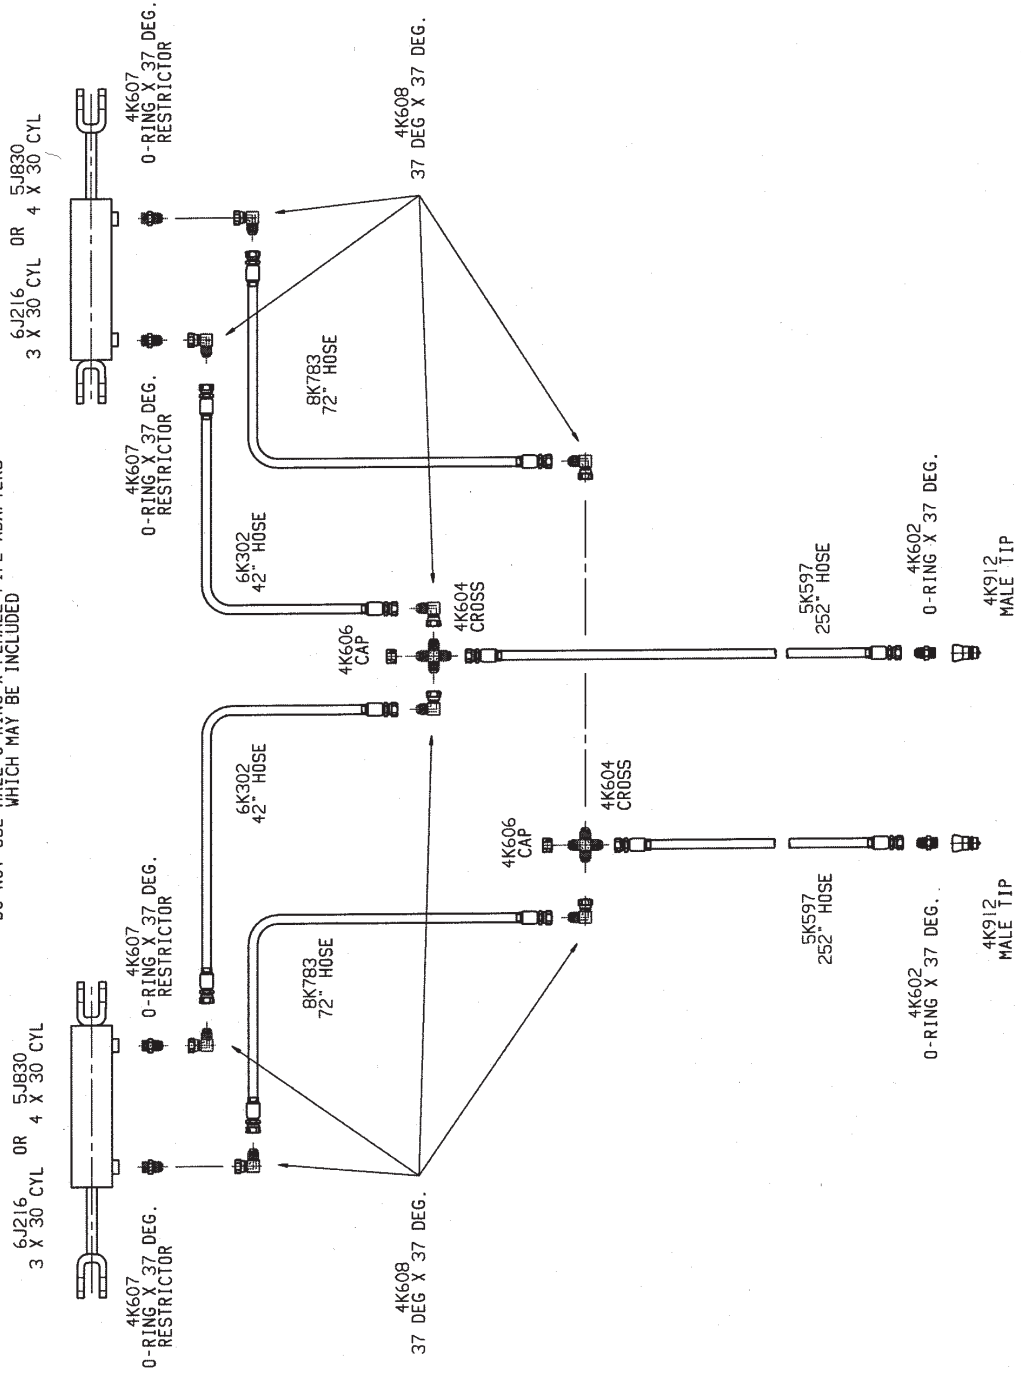 WHICH MAY BE INCLUDED
6J216 OR 5J830
3 X 30 CYL 4 X 30 CYL
6J216 OR 5J830
3 X 30 CYL 4 X 30 CYL
4K607
O-RING X 37 DEG.
RESTRICTOR
4K607
O-RING X 37 DEG.
RESTRICTOR
4K607
O-RING X 37 DEG.
RESTRICTOR
4K607
O-RING X 37 DEG.
RESTRICTOR
6K302
42" HOSE
6K302
42" HOSE
8K783
72" HOSE
8K783
72" HOSE
4K606
CAP
4K608
37 DEG X 37 DEG.
4K608
37 DEG X 37 DEG.
4K604
CROSS
4K606
CAP
4K604
CROSS
5K597
252" HOSE
5K597
252" HOSE
4K602
O-RING X 37 DEG.
4K602
O-RING X 37 DEG.
4K912
MALE TIP
4K912
MALE TIP